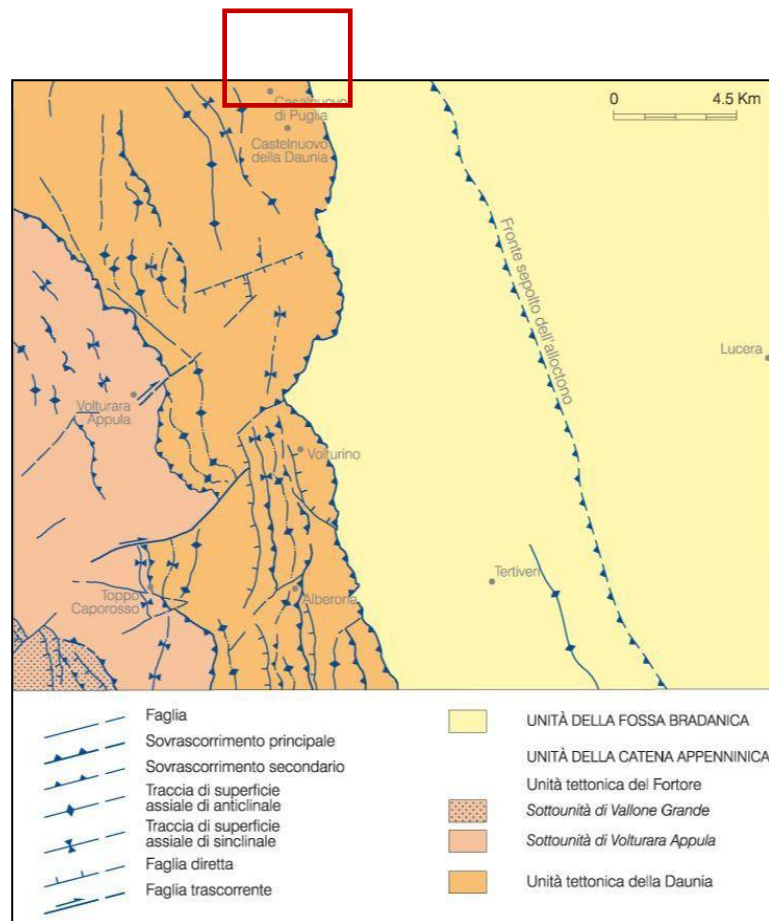 0 4.5 Km
Casalnuovo
di Puglia
Castelnuovo
della Daunia
Fronte sepolto dell'alloctono
Lucera
Volturara
Appula
Volturino
Tertiveri
Toppo
Caporosso
Alberona
Faglia
Sovrascorrimento principale
Sovrascorrimento secondario
Traccia di superficie
assiale di anticlinale
Traccia di superficie
assiale di sinclinale
Faglia diretta
Faglia trascorrente
UNITÀ DELLA FOSSA BRADANICA
UNITÀ DELLA CATENA APPENNINICA
Unità tettonica del Fortore
Sottounità di Vallone Grande
Sottounità di Volturara Appula
Unità tettonica della Daunia